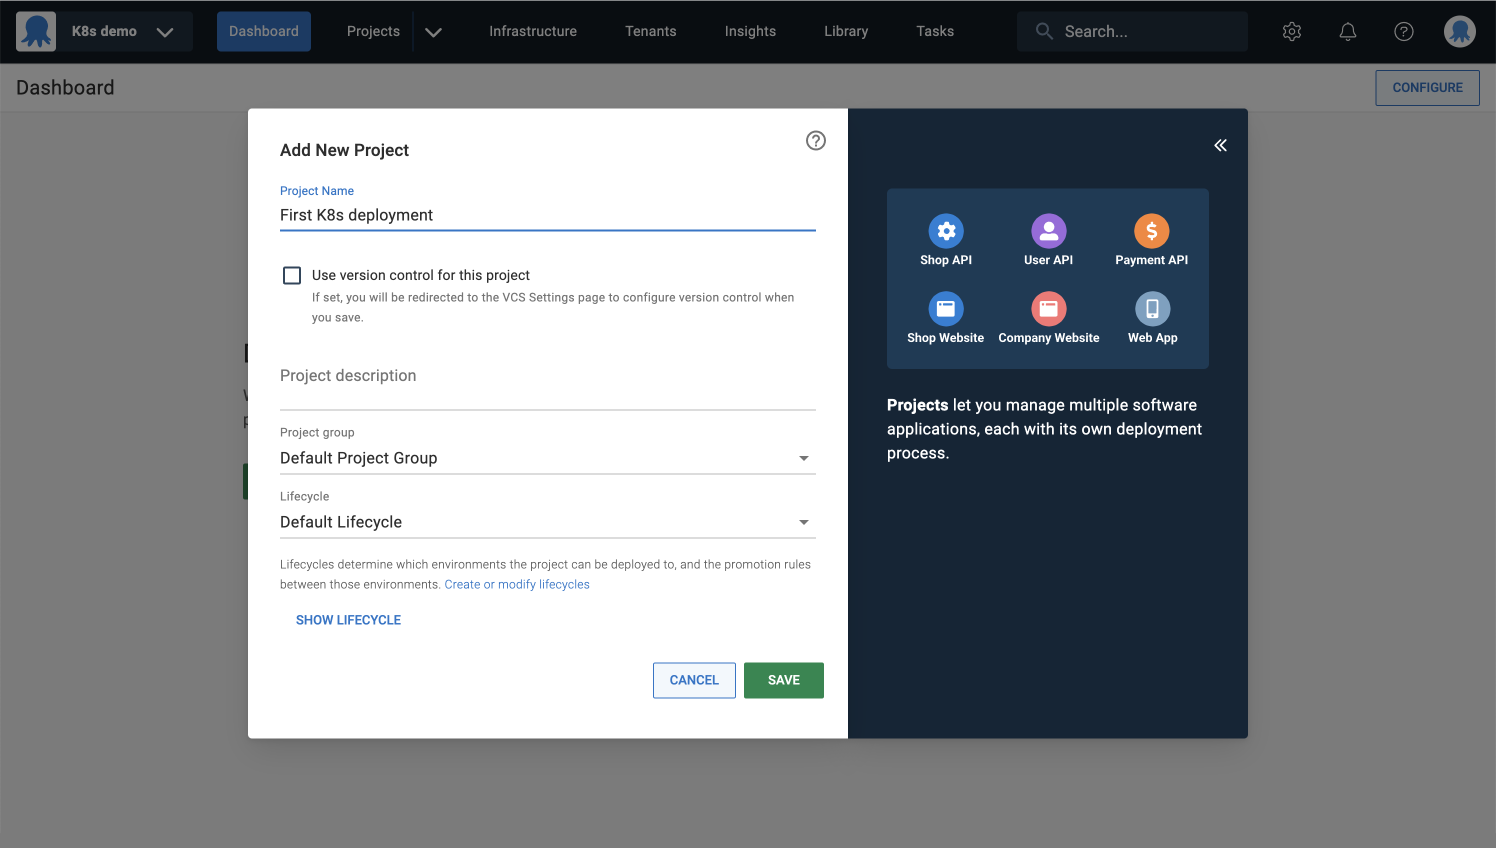 K8s demo
Dashboard
Projects
Infrastructure
Tenants
Insights
Library
Tasks
Search...
Dashboard
CONFIGURE
Add New Project
Project Name
First K8s deployment
Use version control for this project
If set, you will be redirected to the VCS Settings page to configure version control when
you save.
Project description
Project group
Default Project Group
Lifecycle
Default Lifecycle
Lifecycles determine which environments the project can be deployed to, and the promotion rules
between those environments. Create or modify lifecycles
SHOW LIFECYCLE
CANCEL
SAVE
Shop API
User API
Payment API
Shop Website
Company Website
Web App
Projects let you manage multiple software
applications, each with its own deployment
process.